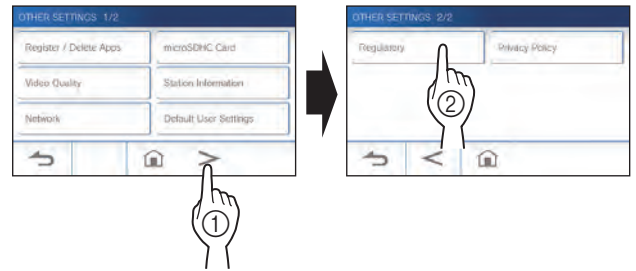 OTHER SETTINGS 1/2
Register / Delete Apps
microSDHC Card
Video Quality
Station Information
Network
Default User Settings
>
①
OTHER SETTINGS 2/2
Regulatory
Privacy Policy
②
<